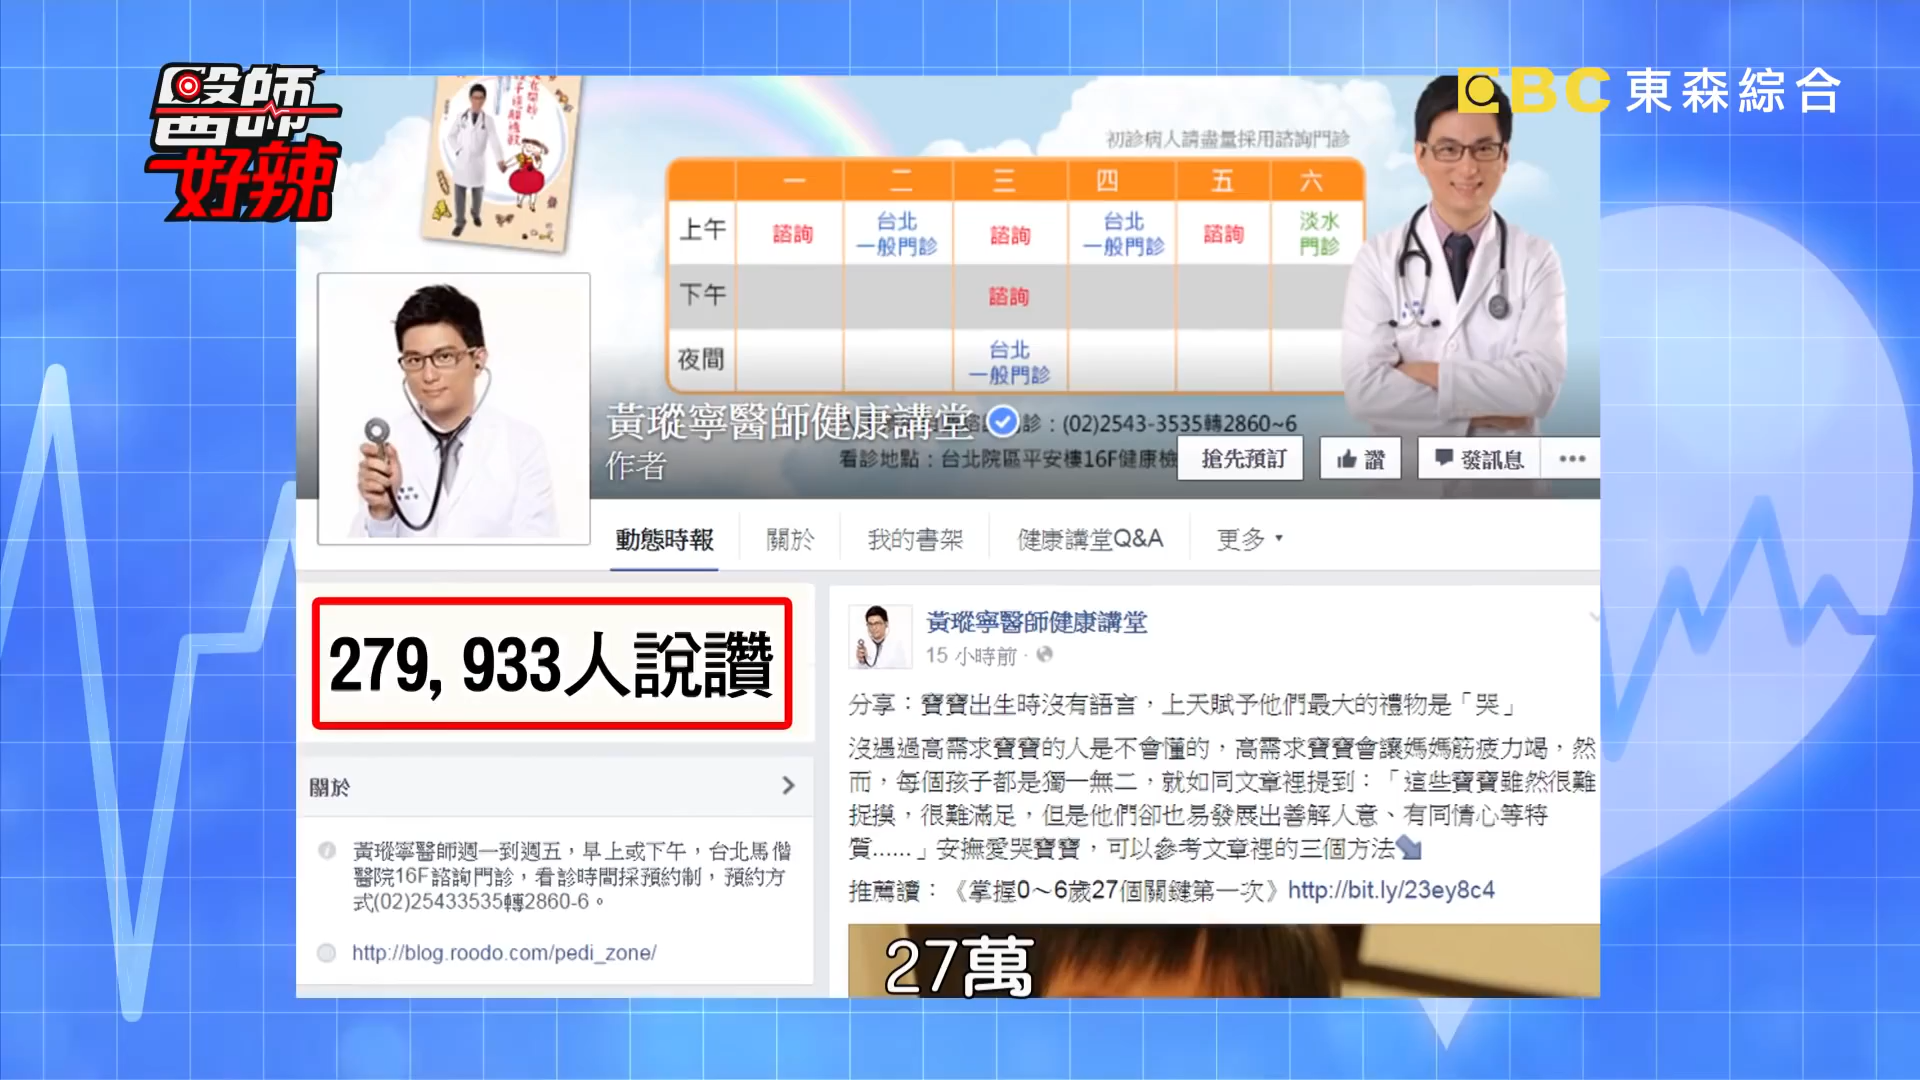 醫師
好辣
EBC 東森綜合
初診病人請盡量採用諮詢門診
一 二 三 四 五 六
上午 諮詢 台北 一般門診 諮詢 台北 一般門診 諮詢 淡水 門診
下午 諮詢
夜間 台北 一般門診
黃瑽寧醫師健康講堂
診：(02)2543-3535轉2860~6
作者
看診地點：台北院區平安樓16F健康檢
搶先預訂
讚
發訊息
動態時報 關於 我的書架 健康講堂Q&A 更多
279, 933人說讚
關於
黃瑽寧醫師週一到週五，早上或下午，台北馬偕
醫院16F諮詢門診，看診時間採預約制，預約方
式(02)25433535轉2860-6。
http://blog.roodo.com/pedi_zone/
黃瑽寧醫師健康講堂
15 小時前
分享：寶寶出生時沒有語言，上天賦予他們最大的禮物是「哭」
沒遇過高需求寶寶的人是不會懂的，高需求寶寶會讓媽媽筋疲力竭，然
而，每個孩子都是獨一無二，就如同文章裡提到：「這些寶寶雖然很難
捉摸，很難滿足，但是他們卻也易發展出善解人意、有同情心等特
質......」安撫愛哭寶寶，可以參考文章裡的三個方法
推薦讀：《掌握0～6歲27個關鍵第一次》http://bit.ly/23ey8c4
27萬